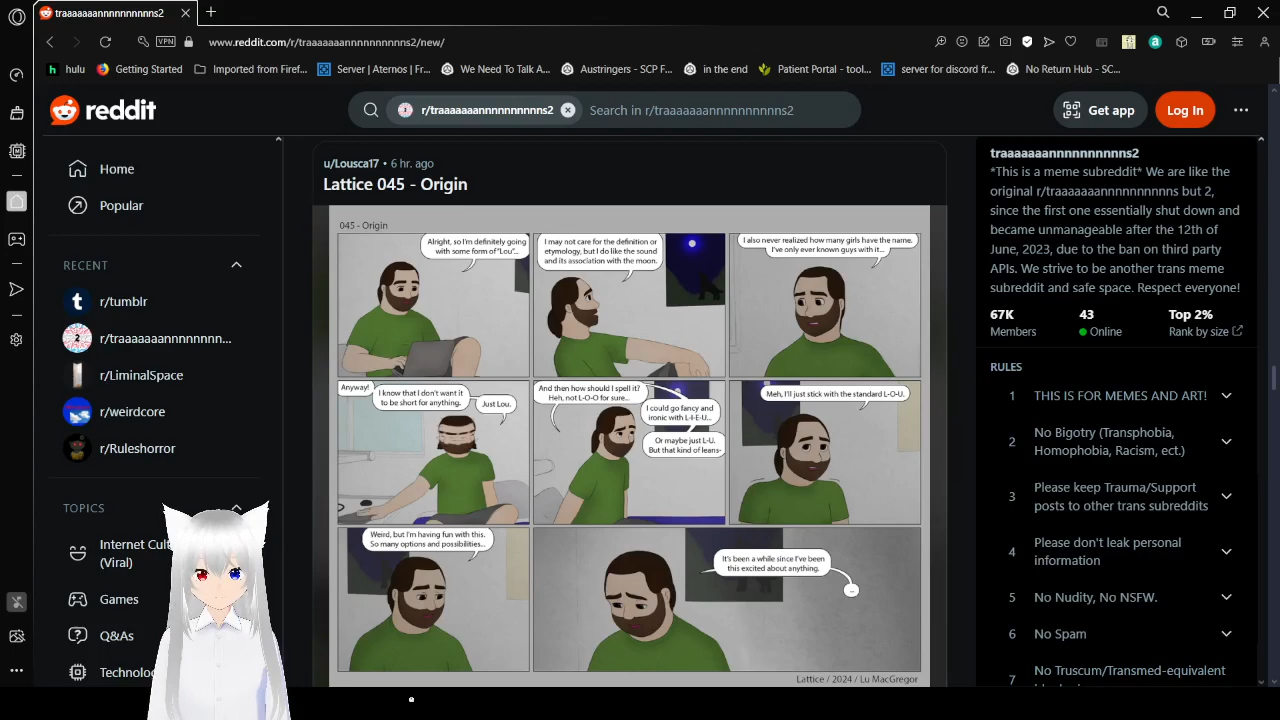 traaaaaaannnnnnnnnns2
VPN
www.reddit.com/r/traaaaaaannnnnnnnnns2/new/
hulu
Getting Started
Imported from Firef...
Server | Aternos | Fr...
We Need To Talk A...
Austringers - SCP F...
in the end
Patient Portal - tool...
server for discord fr...
No Return Hub - SC...
reddit
r/traaaaaaannnnnnnnnns2
Search in r/traaaaaaannnnnnnnnns2
Get app
Log In
Home
Popular
RECENT
r/tumblr
r/traaaaaaannnnnnn...
r/LiminalSpace
r/weirdcore
r/Ruleshorror
TOPICS
Internet Cul
(Viral)
Games
Q&As
Technolo
u/Lousca17 • 6 hr. ago
Lattice 045 - Origin
045 - Origin
Alright, so I'm definitely going
with some form of "Lou"...
I may not care for the definition or
etymology, but I do like the sound
and its association with the moon.
I also never realized how many girls have the name.
I've only ever known guys with it...
Anyway!
I know that I don't want it
to be short for anything.
Just Lou.
And then how should I spell it?
Heh, not L-O-O for sure...
I could go fancy and
ironic with L-I-E-U...
Or maybe just L-U.
But that kind of leans-
Meh, I'll just stick with the standard L-O-U.
Weird, but I'm having fun with this.
So many options and possibilities...
It's been a while since I've been
this excited about anything.
...
Lattice / 2024 / Lu MacGregor
traaaaaaannnnnnnnnns2
*This is a meme subreddit* We are like the
original r/traaaaaaannnnnnnnnns but 2,
since the first one essentially shut down and
became unmanageable after the 12th of
June, 2023, due to the ban on third party
APIs. We strive to be another trans meme
subreddit and safe space. Respect everyone!
67K
Members
43
Online
Top 2%
Rank by size
RULES
1 THIS IS FOR MEMES AND ART!
2 No Bigotry (Transphobia,
Homophobia, Racism, ect.)
3 Please keep Trauma/Support
posts to other trans subreddits
4 Please don't leak personal
information
5 No Nudity, No NSFW.
6 No Spam
7 No Truscum/Transmed-equivalent